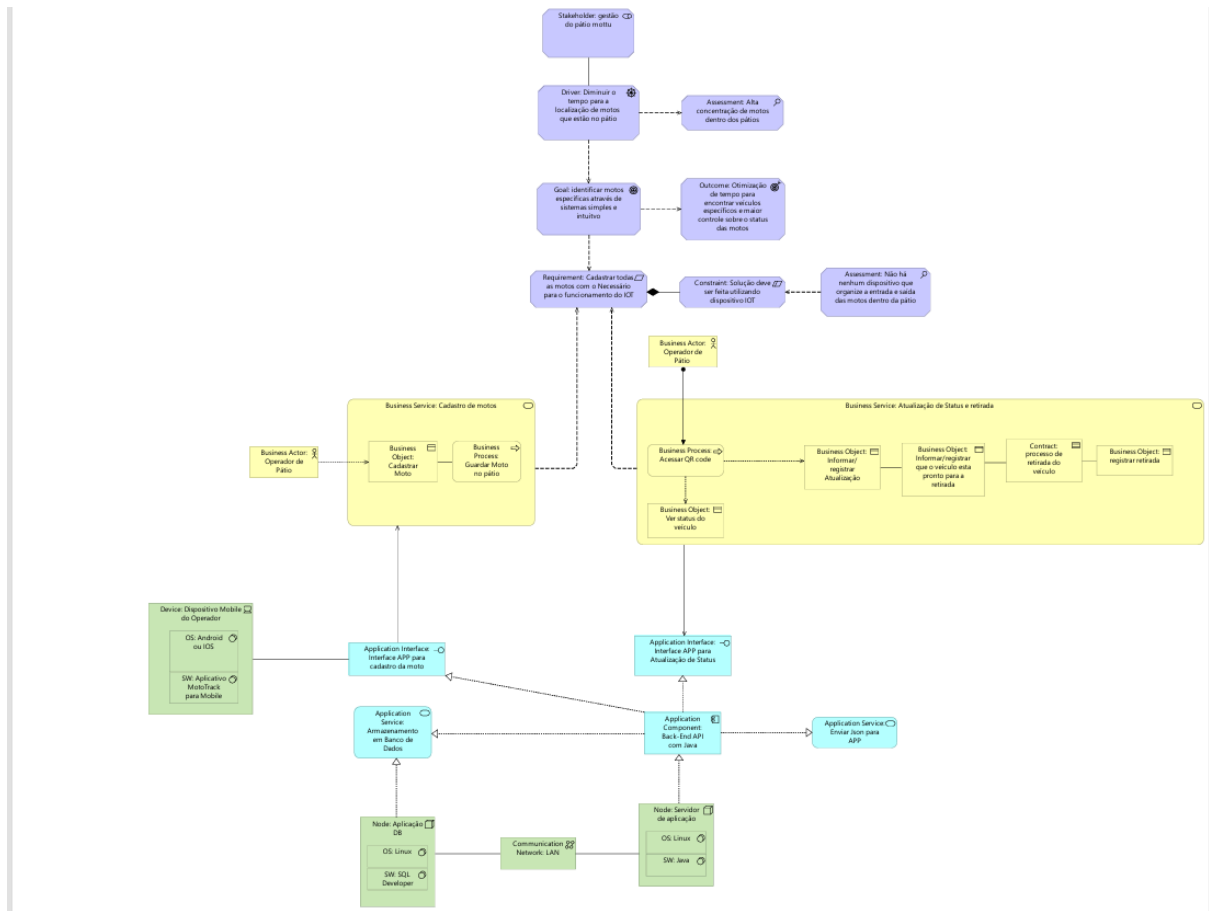 Stakeholder: gestão
do pátio mottu
Driver: Diminuir o
tempo para a
localização de motos
que estão no pátio
Assessment: Alta
concentração de motos
dentro dos pátios
Goal: identificar motos
especificas através de
sistemas simples e
intuitvo
Outcome: Otimização
de tempo para
encontrar veículos
especificos e maior
controle sobre o status
das motos
Requirement: Cadastrar todas
as motos com o Necessário
para o funcionamento do IOT
Constraint: Solução deve
ser feita utilizando
dispositivo IOT
Assessment: Não há
nenhum dispositivo que
organize a entrada e saida
das motos dentro da pátio
Business Actor:
Operador de
Pátio
Business Service: Cadastro de motos
Business Service: Atualização de Status e retirada
Business Actor:
Operador de
Pátio
Business
Object:
Cadastrar
Moto
Business
Process:
Guardar Moto
no pátio
Business Process:
Acessar QR code
Business Object:
Informar/
registrar
Atualização
Business Object:
Informar/registrar
que o veículo esta
pronto para a
retirada
Contract:
processo de
retirada do
veículo
Business Object:
registrar retirada
Business Object:
Ver status do
veículo
Device: Dispositivo Mobile
do Operador
OS: Android
ou IOS
SW: Aplicativo
MotoTrack
para Mobile
Application Interface:
Interface APP para
cadastro da moto
Application Interface:
Interface APP para
Atualização de Status
Application
Service:
Armazenamento
em Banco de
Dados
Application
Component:
Back-End API
com Java
Application Service:
Enviar Json para
APP
Node: Aplicação
DB
OS: Linux
SW: SQL
Developer
Communication
Network: LAN
Node: Servidor
de aplicação
OS: Linux
SW: Java